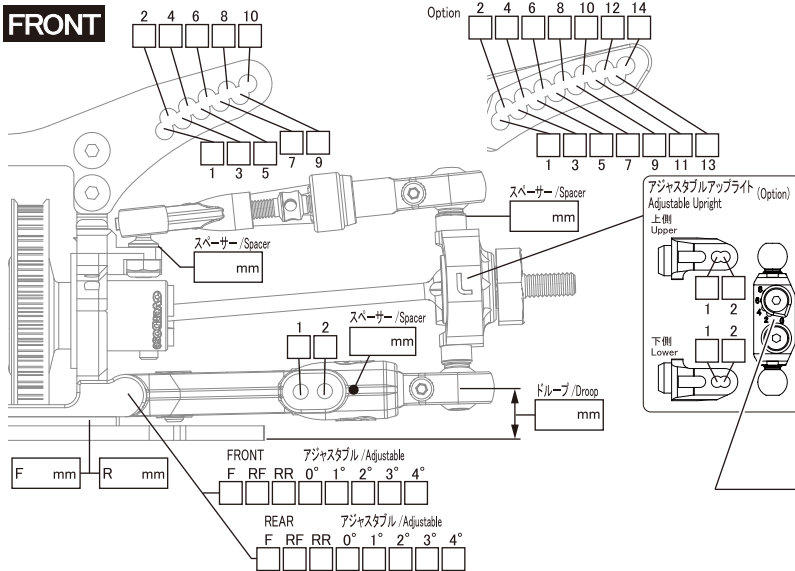 FRONT
2 4 6 8 10
1 3 5 7 9
Option 2 4 6 8 10 12 14
1 3 5 7 9 11 13
スペーサー/Spacer
mm
スペーサー/Spacer
mm
スペーサー/Spacer
mm
1 2
L
ドループ/Droop
mm
F mm R mm
FRONT アジャスタブル/Adjustable
F RF RR 0° 1° 2° 3° 4°
REAR アジャスタブル/Adjustable
F RF RR 0° 1° 2° 3° 4°
アジャスタブルアップライト (Option)
Adjustable Upright
上側
Upper
1 2
下側
Lower
1 2